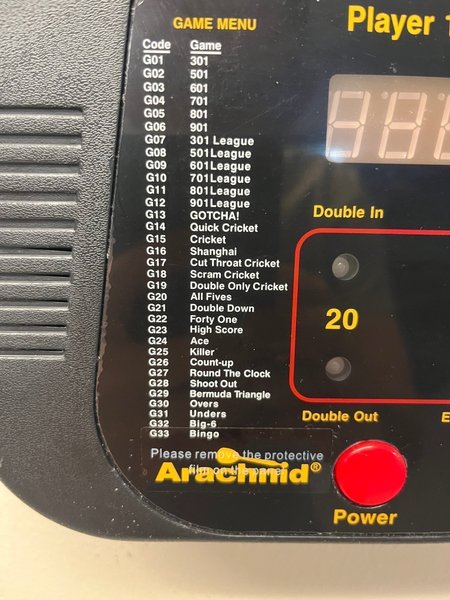 GAME MENU
Player 1
Code Game
G01 301
G02 501
G03 601
G04 701
G05 801
G06 901
G07 301 League
G08 501League
G09 601League
G10 701League
G11 801League
G12 901League
G13 GOTCHA!
G14 Quick Cricket
G15 Cricket
G16 Shanghai
G17 Cut Throat Cricket
G18 Scram Cricket
G19 Double Only Cricket
G20 All Fives
G21 Double Down
G22 Forty One
G23 High Score
G24 Ace
G25 Killer
G26 Count-up
G27 Round The Clock
G28 Shoot Out
G29 Bermuda Triangle
G30 Overs
G31 Unders
G32 Big-6
G33 Bingo
Double In
20
Double Out
E
Please remove the protective
film on the panel
Arachnid®
Power